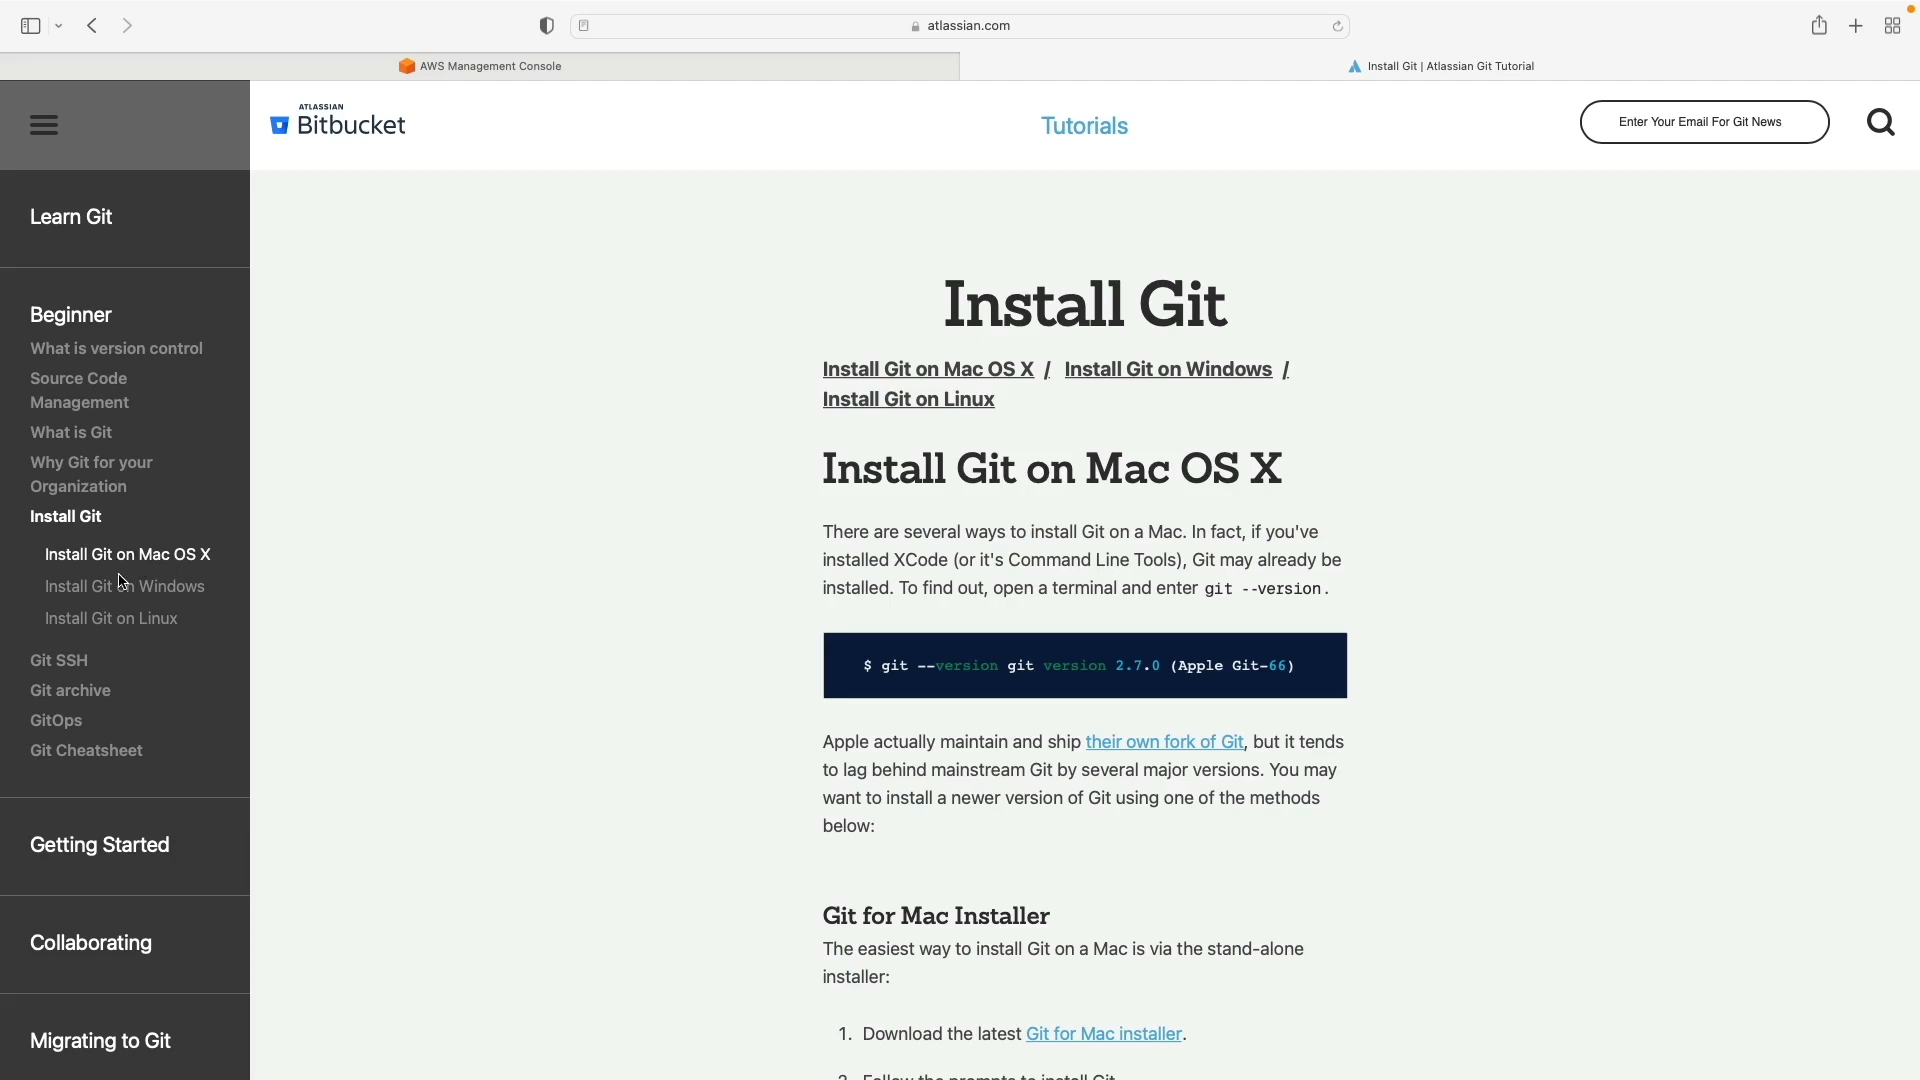 atlassian.com
AWS Management Console
Install Git | Atlassian Git Tutorial
ATLASSIAN
Bitbucket
Tutorials
Enter Your Email For Git News
Learn Git
Beginner
What is version control
Source Code
Management
What is Git
Why Git for your
Organization
Install Git
Install Git on Mac OS X
Install Git on Windows
Install Git on Linux
Git SSH
Git archive
GitOps
Git Cheatsheet
Getting Started
Collaborating
Migrating to Git
Install Git
Install Git on Mac OS X / Install Git on Windows /
Install Git on Linux
Install Git on Mac OS X
There are several ways to install Git on a Mac. In fact, if you've
installed XCode (or it's Command Line Tools), Git may already be
installed. To find out, open a terminal and enter git --version.
$ git --version git version 2.7.0 (Apple Git-66)
Apple actually maintain and ship their own fork of Git, but it tends
to lag behind mainstream Git by several major versions. You may
want to install a newer version of Git using one of the methods
below:
Git for Mac Installer
The easiest way to install Git on a Mac is via the stand-alone
installer:
1. Download the latest Git for Mac installer.
2. Follow the prompts to install Git.